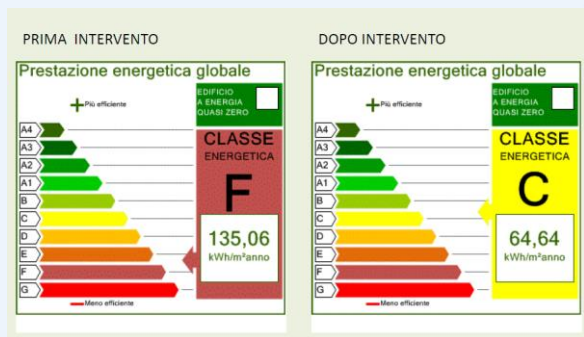 PRIMA INTERVENTO
Prestazione energetica globale
Più efficiente
EDIFICIO
A ENERGIA
QUASI ZERO
A4
A3
A2
A1
B
C
D
E
F
G
CLASSE
ENERGETICA
F
135,06
kWh/m²anno
Meno efficiente
DOPO INTERVENTO
Prestazione energetica globale
Più efficiente
EDIFICIO
A ENERGIA
QUASI ZERO
A4
A3
A2
A1
B
C
D
E
F
G
CLASSE
ENERGETICA
C
64,64
kWh/m²anno
Meno efficiente